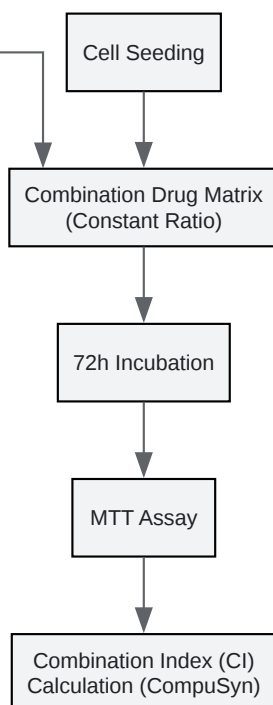 Cell Seeding
Combination Drug Matrix
(Constant Ratio)
72h Incubation
MTT Assay
Combination Index (CI)
Calculation (CompuSyn)